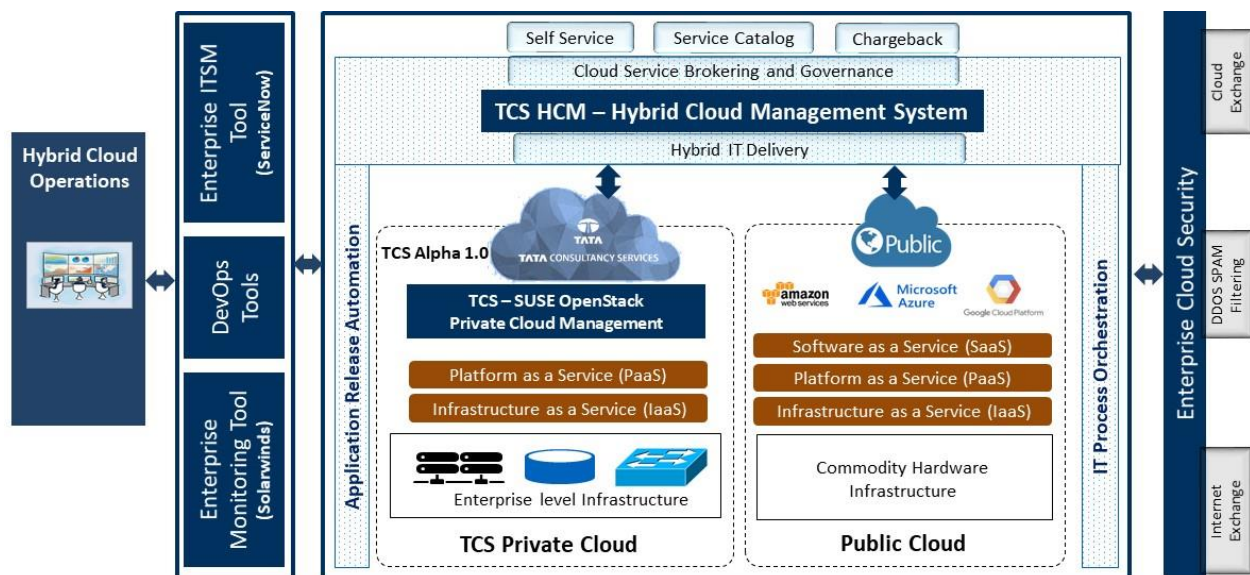 Hybrid Cloud
Operations
Enterprise ITSM
Tool
(ServiceNow)
DevOps
Tools
Enterprise
Monitoring Tool
(Solarwinds)
Self Service
Service Catalog
Chargeback
Cloud Service Brokering and Governance
TCS HCM – Hybrid Cloud Management System
Hybrid IT Delivery
Application Release Automation
TCS Alpha 1.0
TATA
TATA CONSULTANCY SERVICES
TCS – SUSE OpenStack
Private Cloud Management
Platform as a Service (PaaS)
Infrastructure as a Service (IaaS)
Enterprise level Infrastructure
TCS Private Cloud
Public
amazon
web services
Microsoft
Azure
Google Cloud Platform
Software as a Service (SaaS)
Platform as a Service (PaaS)
Infrastructure as a Service (IaaS)
Commodity Hardware
Infrastructure
Public Cloud
IT Process Orchestration
Enterprise Cloud Security
Cloud
Exchange
DDOS SPAM
Filtering
Internet
Exchange